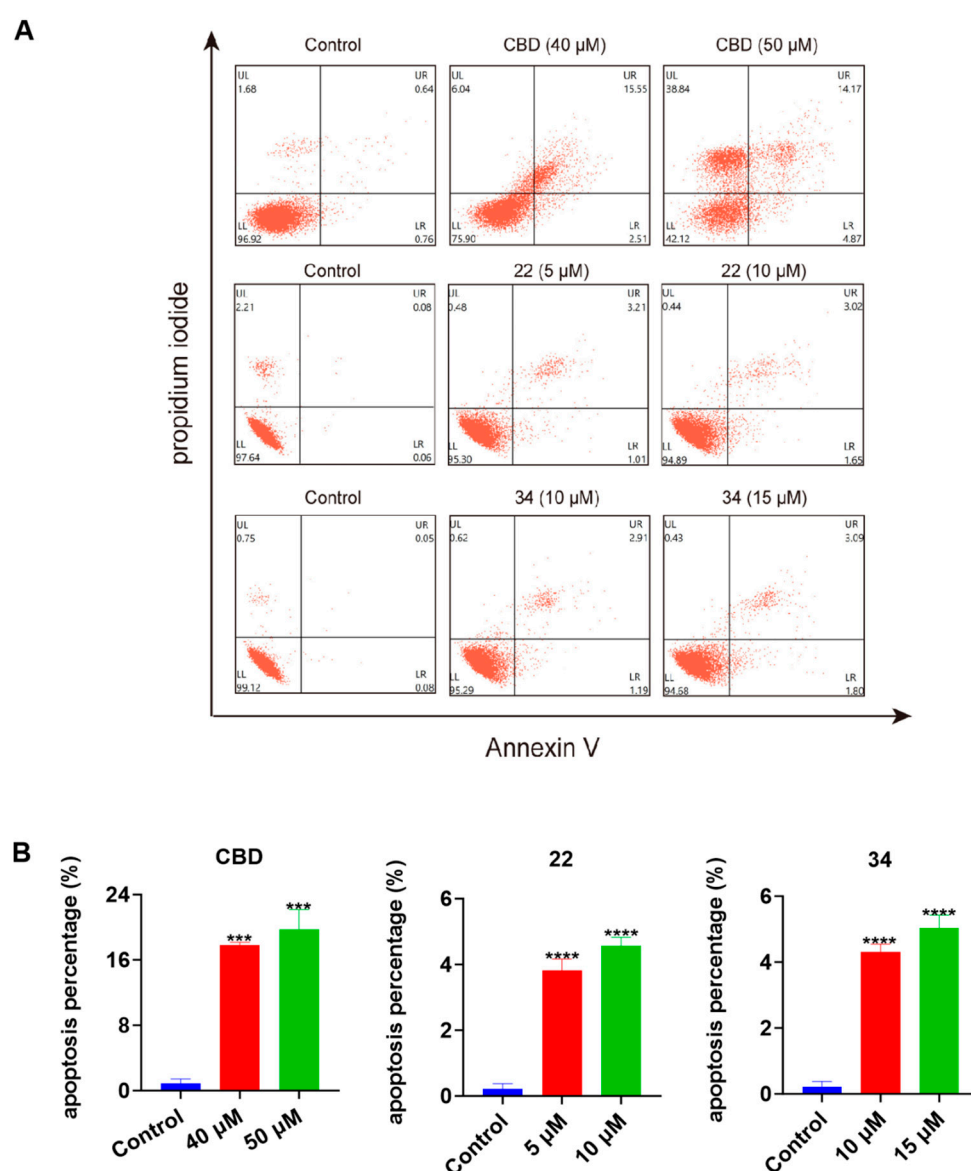 A
Control
CBD (40 μM)
CBD (50 μM)
UL
1.68
UR
0.64
LL
96.92
LR
0.76
UL
6.04
UR
15.55
LL
75.90
LR
2.51
UL
38.84
UR
14.17
LL
42.12
LR
4.87
propidium iodide
Control
22 (5 μM)
22 (10 μM)
UL
2.21
UR
0.08
LL
97.64
LR
0.06
UL
0.48
UR
3.21
LL
95.30
LR
1.01
UL
0.44
UR
3.02
LL
94.89
LR
1.65
Control
34 (10 μM)
34 (15 μM)
UL
0.75
UR
0.05
LL
99.12
LR
0.08
UL
0.62
UR
2.91
LL
95.29
LR
1.19
UL
0.43
UR
3.09
LL
94.68
LR
1.80
Annexin V
B
CBD
apoptosis percentage (%)
24
16
8
0
***
***
Control
40 μM
50 μM
22
apoptosis percentage (%)
6
4
2
0
****
****
Control
5 μM
10 μM
34
apoptosis percentage (%)
6
4
2
0
****
****
Control
10 μM
15 μM